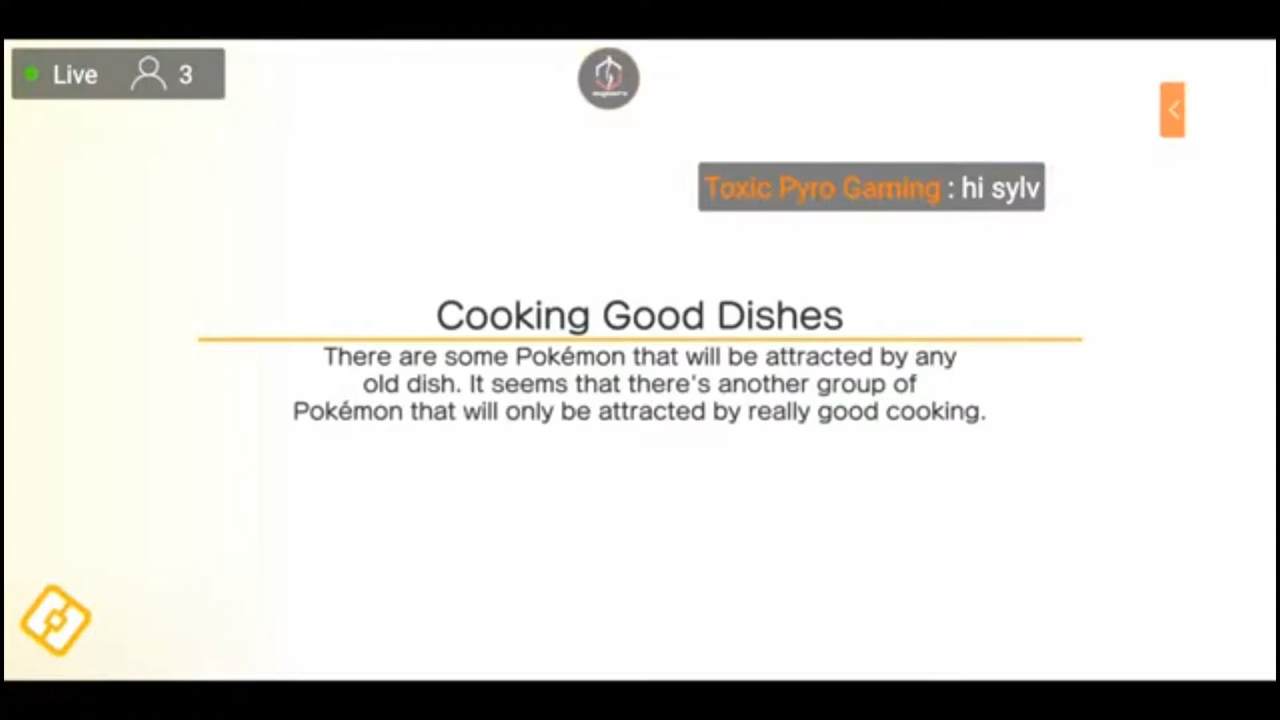 Live 3
Toxic Pyro Gaming : hi sylv
Cooking Good Dishes
There are some Pokémon that will be attracted by any
old dish. It seems that there's another group of
Pokémon that will only be attracted by really good cooking.